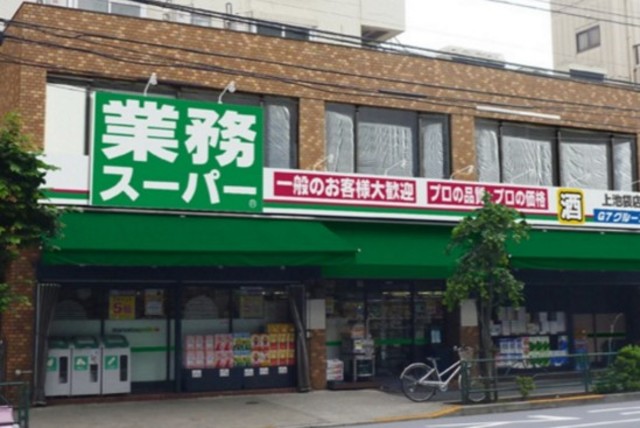 業務
スーパー
®
一般のお客様大歓迎
プロの品質とプロの価格
酒
上池袋店
G7グルー